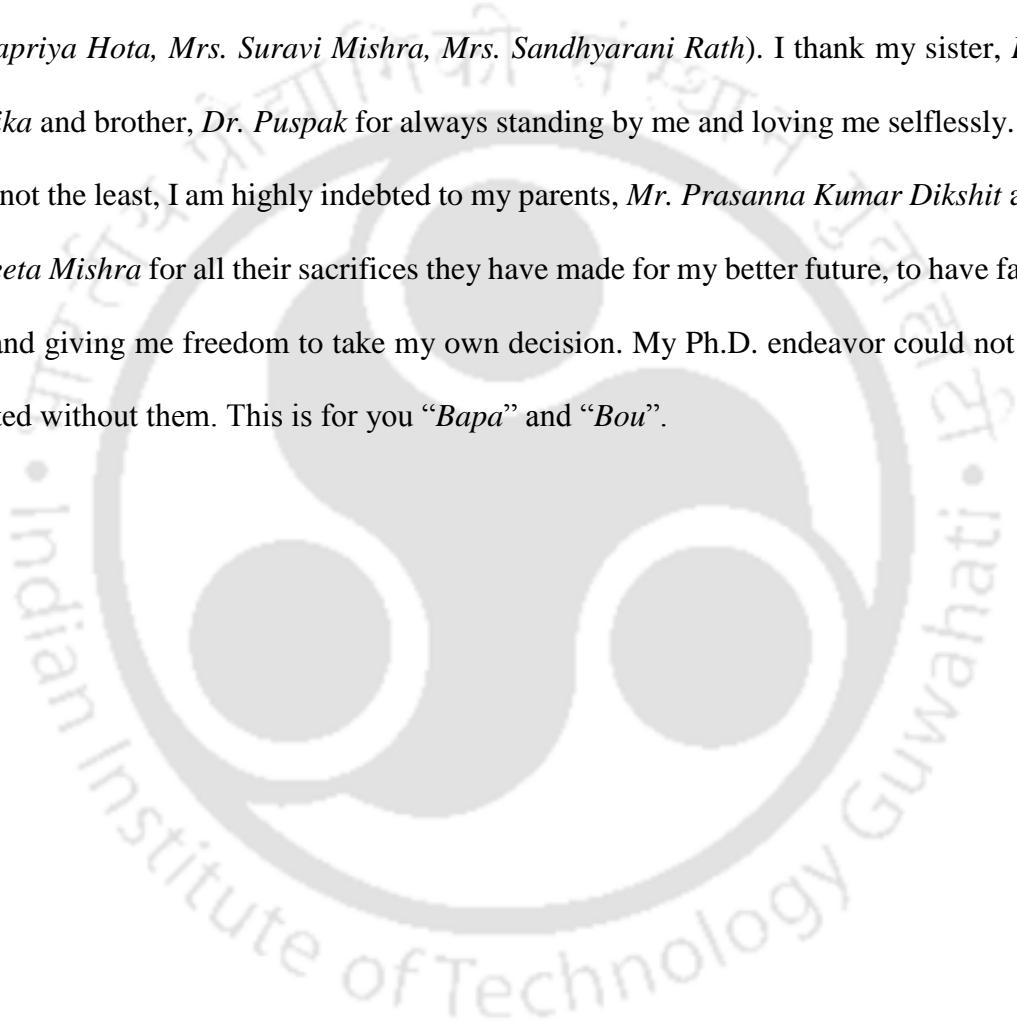 apriya Hota, Mrs. Suravi Mishra, Mrs. Sandhyarani Rath). I thank my sister,
ika and brother, Dr. Puspak for always standing by me and loving me selflessly.
not the least, I am highly indebted to my parents, Mr. Prasanna Kumar Dikshit
eeta Mishra for all their sacrifices they have made for my better future, to have fa
and giving me freedom to take my own decision. My Ph.D. endeavor could not
ted without them. This is for you “Bapa” and “Bou”.
Indian Institute of Technology Guwahati